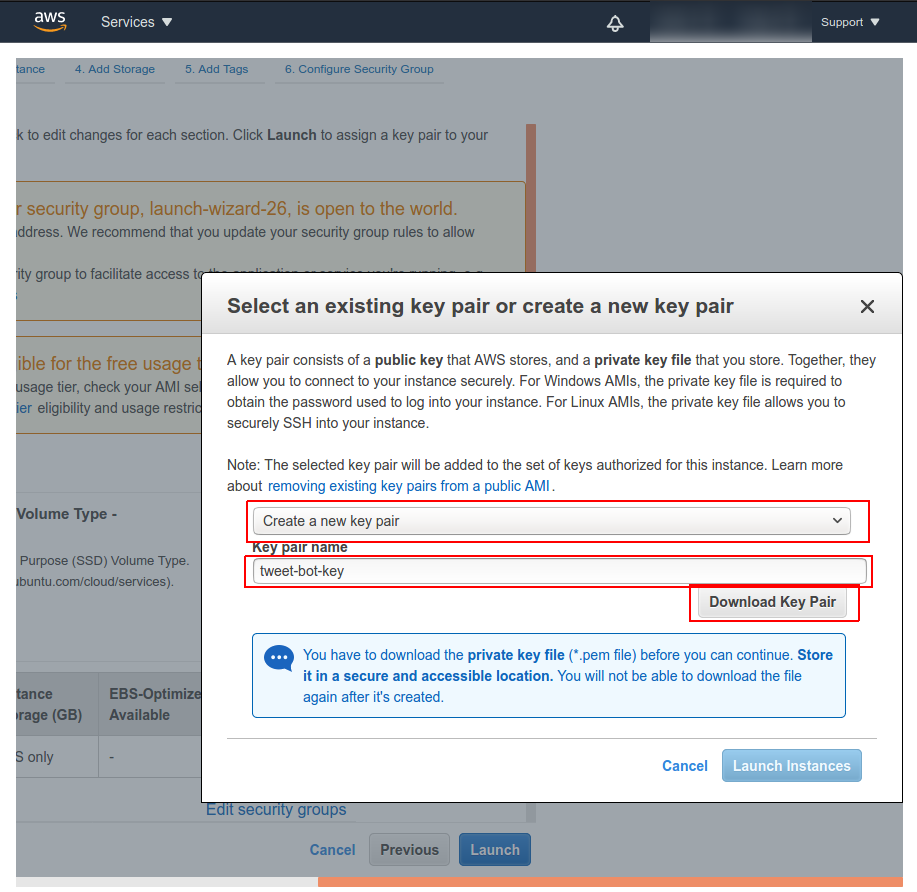 aws
Services
Support
tance
4. Add Storage
5. Add Tags
6. Configure Security Group
k to edit changes for each section. Click Launch to assign a key pair to your
r security group, launch-wizard-26, is open to the world.
address. We recommend that you update your security group rules to allow
rity group to facilitate access to the application or service you're running, e.g.
s
ible for the free usage t
usage tier, check your AMI sel
ier eligibility and usage restric
Select an existing key pair or create a new key pair
A key pair consists of a public key that AWS stores, and a private key file that you store. Together, they
allow you to connect to your instance securely. For Windows AMIs, the private key file is required to
obtain the password used to log into your instance. For Linux AMIs, the private key file allows you to
securely SSH into your instance.
Note: The selected key pair will be added to the set of keys authorized for this instance. Learn more
about removing existing key pairs from a public AMI .
Create a new key pair
Key pair name
tweet-bot-key
Download Key Pair
You have to download the private key file (*.pem file) before you can continue. Store
it in a secure and accessible location. You will not be able to download the file
again after it's created.
Cancel
Launch Instances
Volume Type -
Purpose (SSD) Volume Type.
ubuntu.com/cloud/services).
tance
orage (GB)
EBS-Optimize
Available
S only
-
Edit security groups
Cancel
Previous
Launch